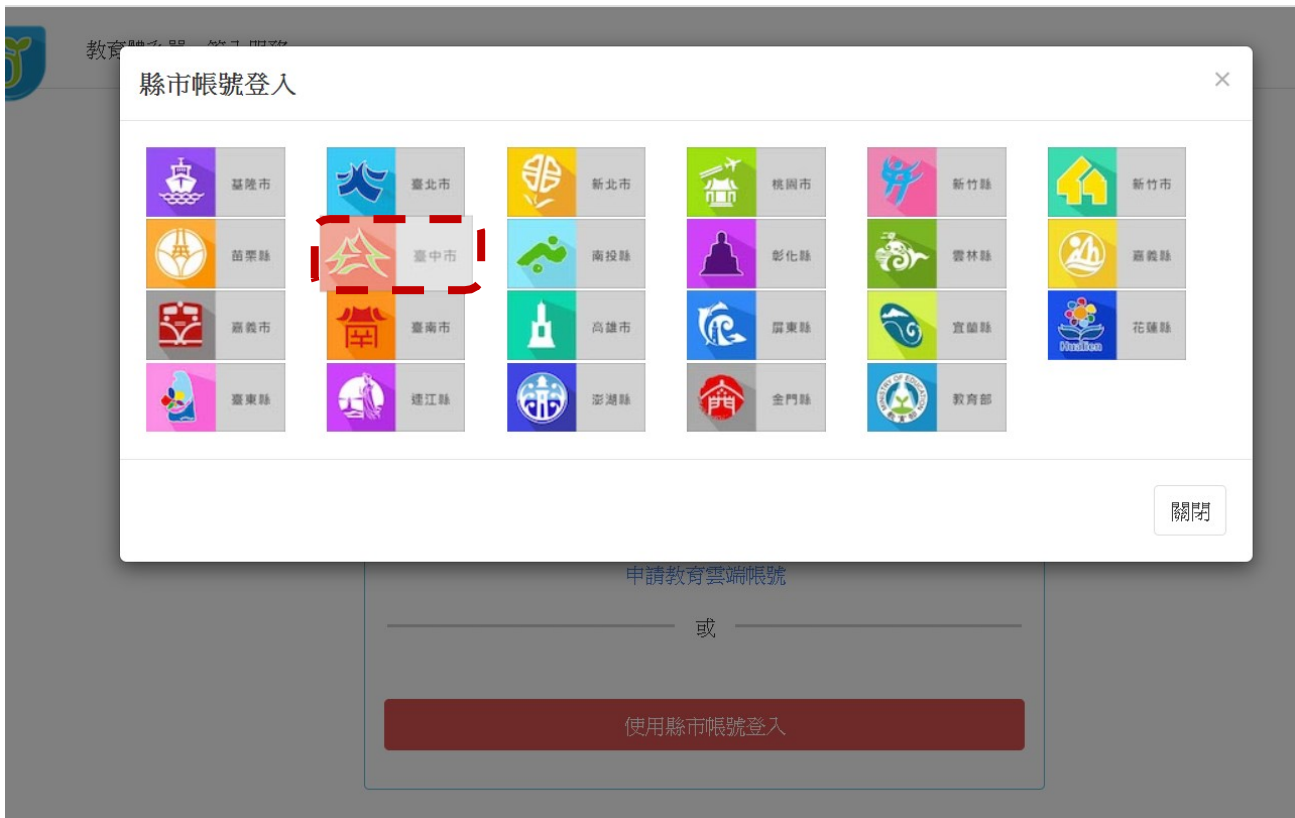 縣市帳號登入
×
基隆市 臺北市 新北市 桃園市 新竹縣 新竹市
苗栗縣 臺中市 南投縣 彰化縣 雲林縣 嘉義縣
嘉義市 臺南市 高雄市 屏東縣 宜蘭縣 花蓮縣
Hualien
臺東縣 連江縣 澎湖縣 金門縣 教育部
MINISTRY OF EDUCATION
關閉
申請教育雲端帳號
或
使用縣市帳號登入